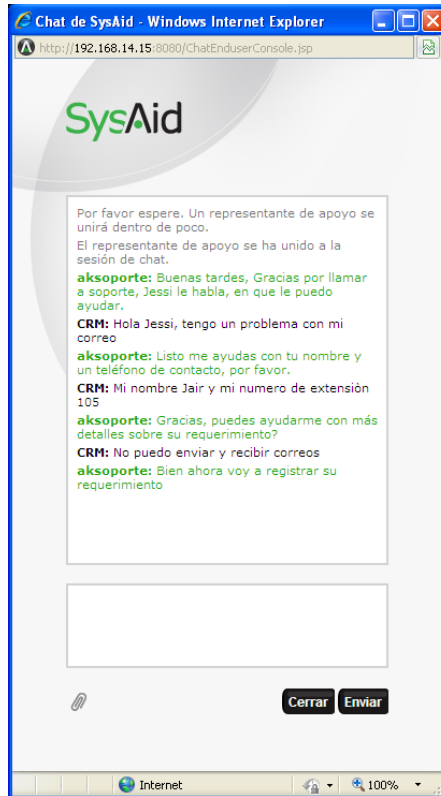 Chat de SysAid - Windows Internet Explorer
http://192.168.14.15:8080/ChatEnduserConsole.jsp
SysAid
Por favor espere. Un representante de apoyo se
unirá dentro de poco.
El representante de apoyo se ha unido a la
sesión de chat.
aksoporte: Buenas tardes, Gracias por llamar
a soporte, Jessi le habla, en que le puedo
ayudar.
CRM: Hola Jessi, tengo un problema con mi
correo
aksoporte: Listo me ayudas con tu nombre y
un teléfono de contacto, por favor.
CRM: Mi nombre Jair y mi numero de extensiòn
105
aksoporte: Gracias, puedes ayudarme con más
detalles sobre su requerimiento?
CRM: No puedo enviar y recibir correos
aksoporte: Bien ahora voy a registrar su
requerimiento
Cerrar Enviar
Internet 100%